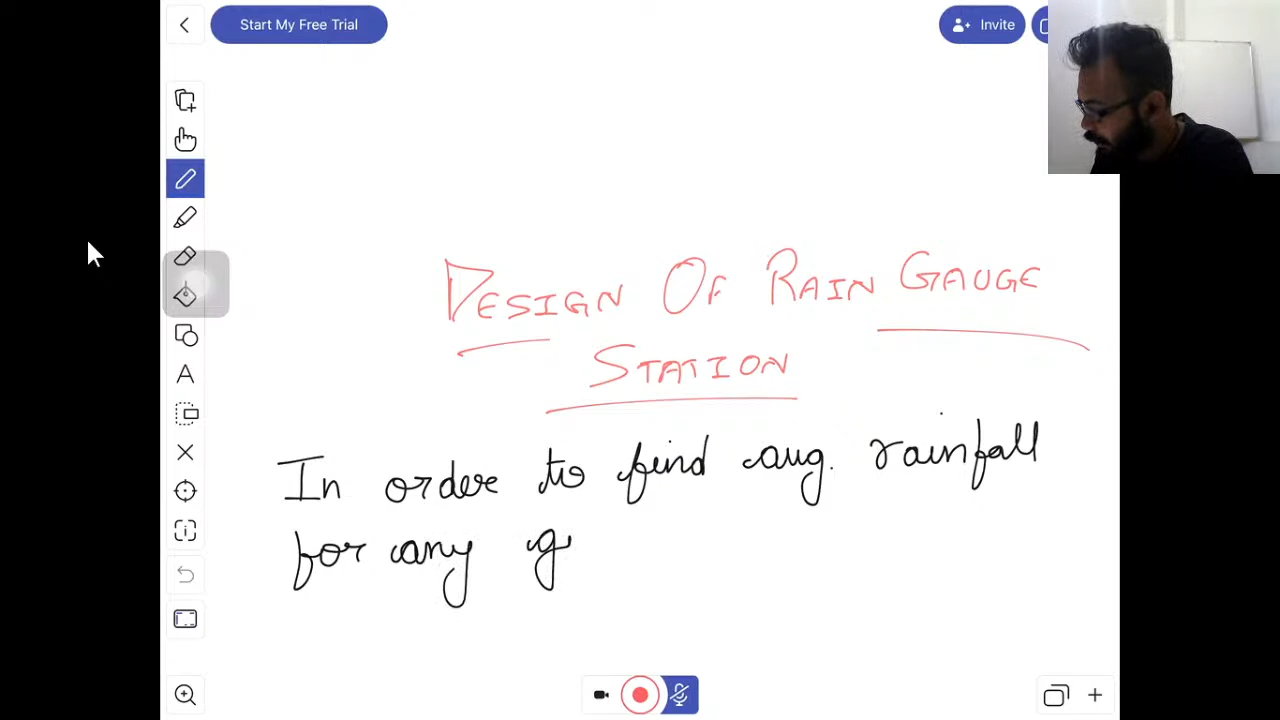 Start My Free Trial
Invite
DESIGN OF RAIN GAUGE
STATION
In order to find avg. rainfall
for any g